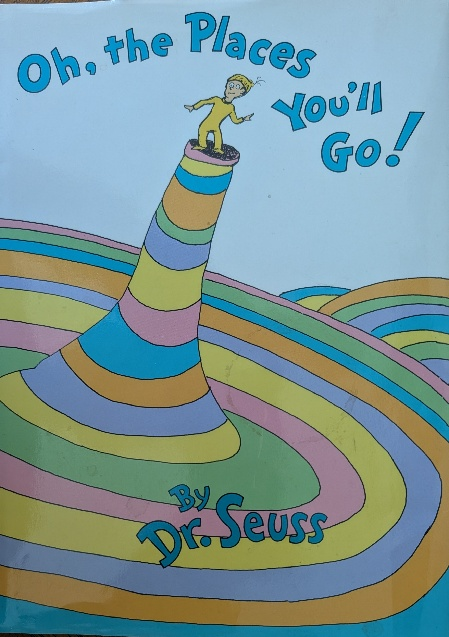 Oh, the Places
You'll
Go!
By
Dr. Seuss